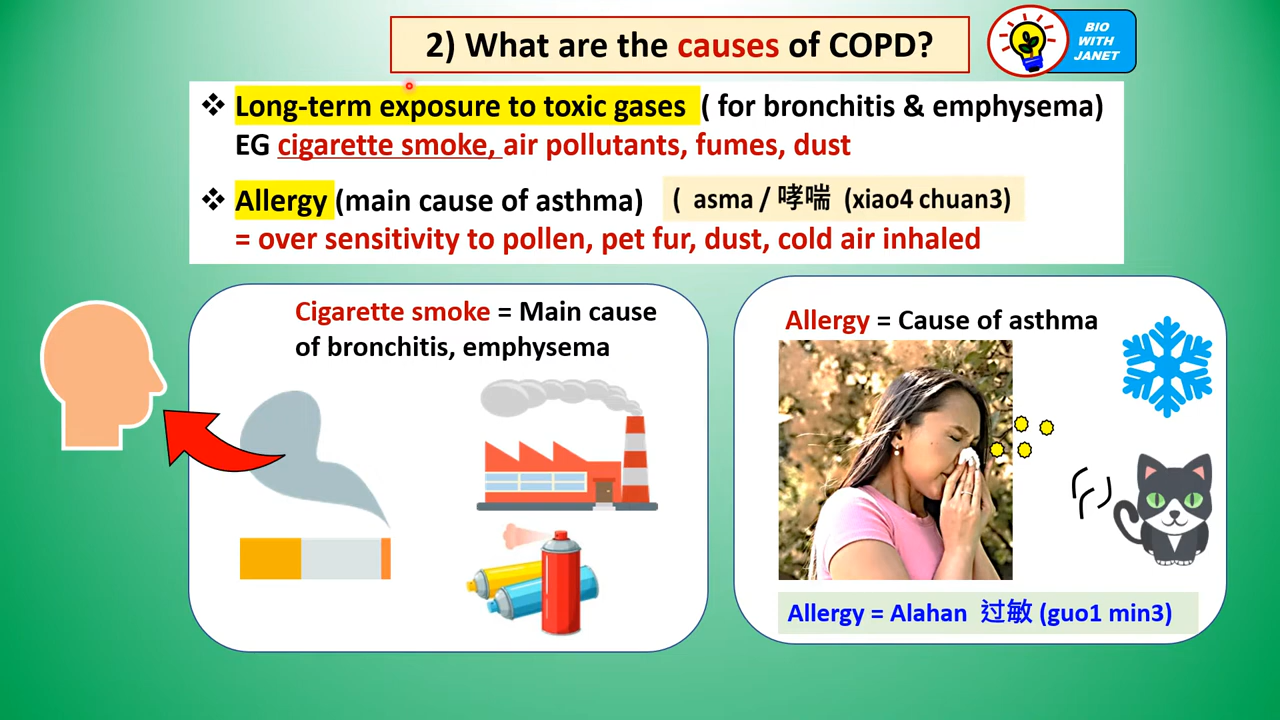 2) What are the causes of COPD?
BIO
WITH
JANET
❖ Long-term exposure to toxic gases ( for bronchitis & emphysema)
EG cigarette smoke, air pollutants, fumes, dust
❖ Allergy (main cause of asthma) ( asma / 哮喘 (xiao4 chuan3)
= over sensitivity to pollen, pet fur, dust, cold air inhaled
Cigarette smoke = Main cause
of bronchitis, emphysema
Allergy = Cause of asthma
Allergy = Alahan 过敏 (guo1 min3)